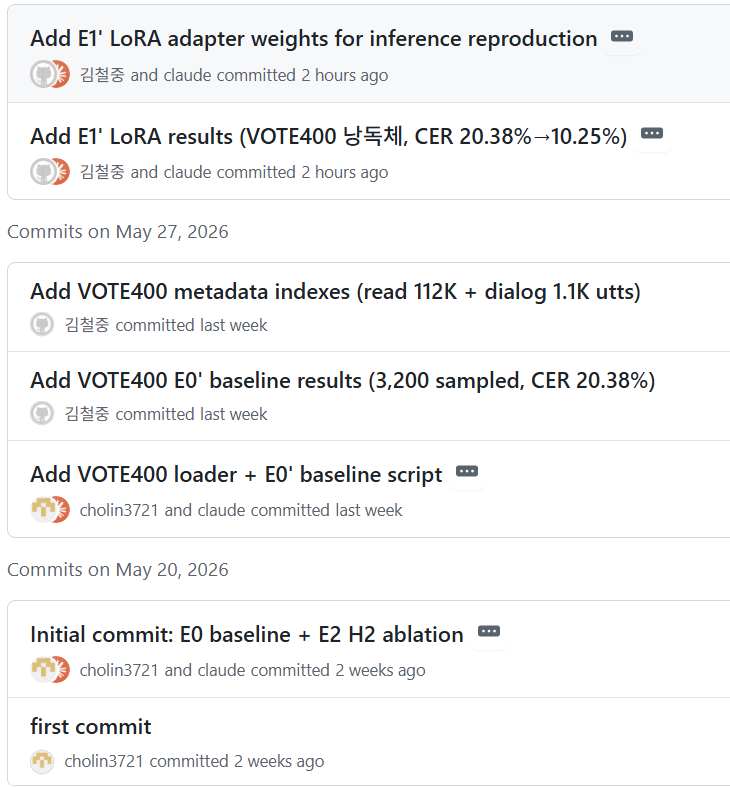 Add E1' LoRA adapter weights for inference reproduction
김철중 and claude committed 2 hours ago
Add E1' LoRA results (VOTE400 낭독체, CER 20.38%→10.25%)
김철중 and claude committed 2 hours ago
Commits on May 27, 2026
Add VOTE400 metadata indexes (read 112K + dialog 1.1K utts)
김철중 committed last week
Add VOTE400 E0' baseline results (3,200 sampled, CER 20.38%)
김철중 committed last week
Add VOTE400 loader + E0' baseline script
cholin3721 and claude committed last week
Commits on May 20, 2026
Initial commit: E0 baseline + E2 H2 ablation
cholin3721 and claude committed 2 weeks ago
first commit
cholin3721 committed 2 weeks ago